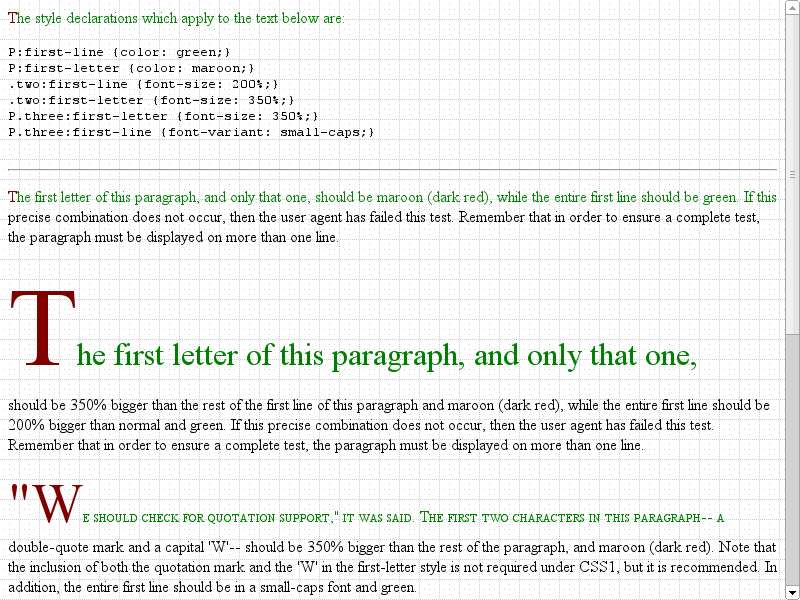 The style declarations which apply to the text below are:
P:first-line {color: green;}
P:first-letter {color: maroon;}
.two:first-line {font-size: 200%;}
.two:first-letter {font-size: 350%;}
P.three:first-letter {font-size: 350%;}
P.three:first-line {font-variant: small-caps;}
The first letter of this paragraph, and only that one, should be maroon (dark red), while the entire first line should be green. If this
precise combination does not occur, then the user agent has failed this test. Remember that in order to ensure a complete test,
the paragraph must be displayed on more than one line.
The first letter of this paragraph, and only that one,
should be 350% bigger than the rest of the first line of this paragraph and maroon (dark red), while the entire first line should be
200% bigger than normal and green. If this precise combination does not occur, then the user agent has failed this test.
Remember that in order to ensure a complete test, the paragraph must be displayed on more than one line.
"We should check for quotation support," it was said. The first two characters in this paragraph-- a
double-quote mark and a capital 'W'-- should be 350% bigger than the rest of the paragraph, and maroon (dark red). Note that
the inclusion of both the quotation mark and the 'W' in the first-letter style is not required under CSS1, but it is recommended. In
addition, the entire first line should be in a small-caps font and green.